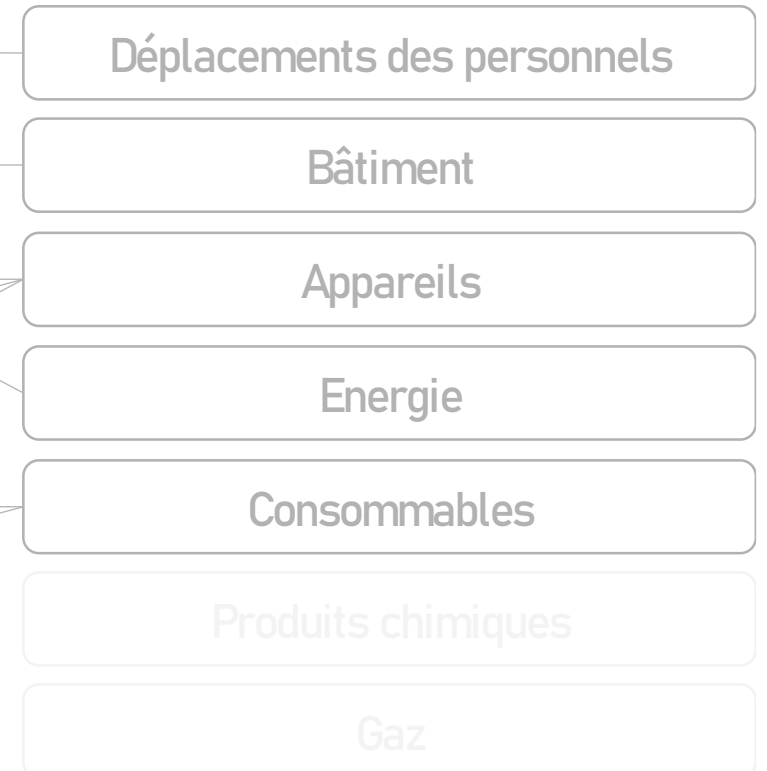 Déplacements des personnels
Bâtiment
Appareils
Energie
Consommables
Produits chimiques
Gaz